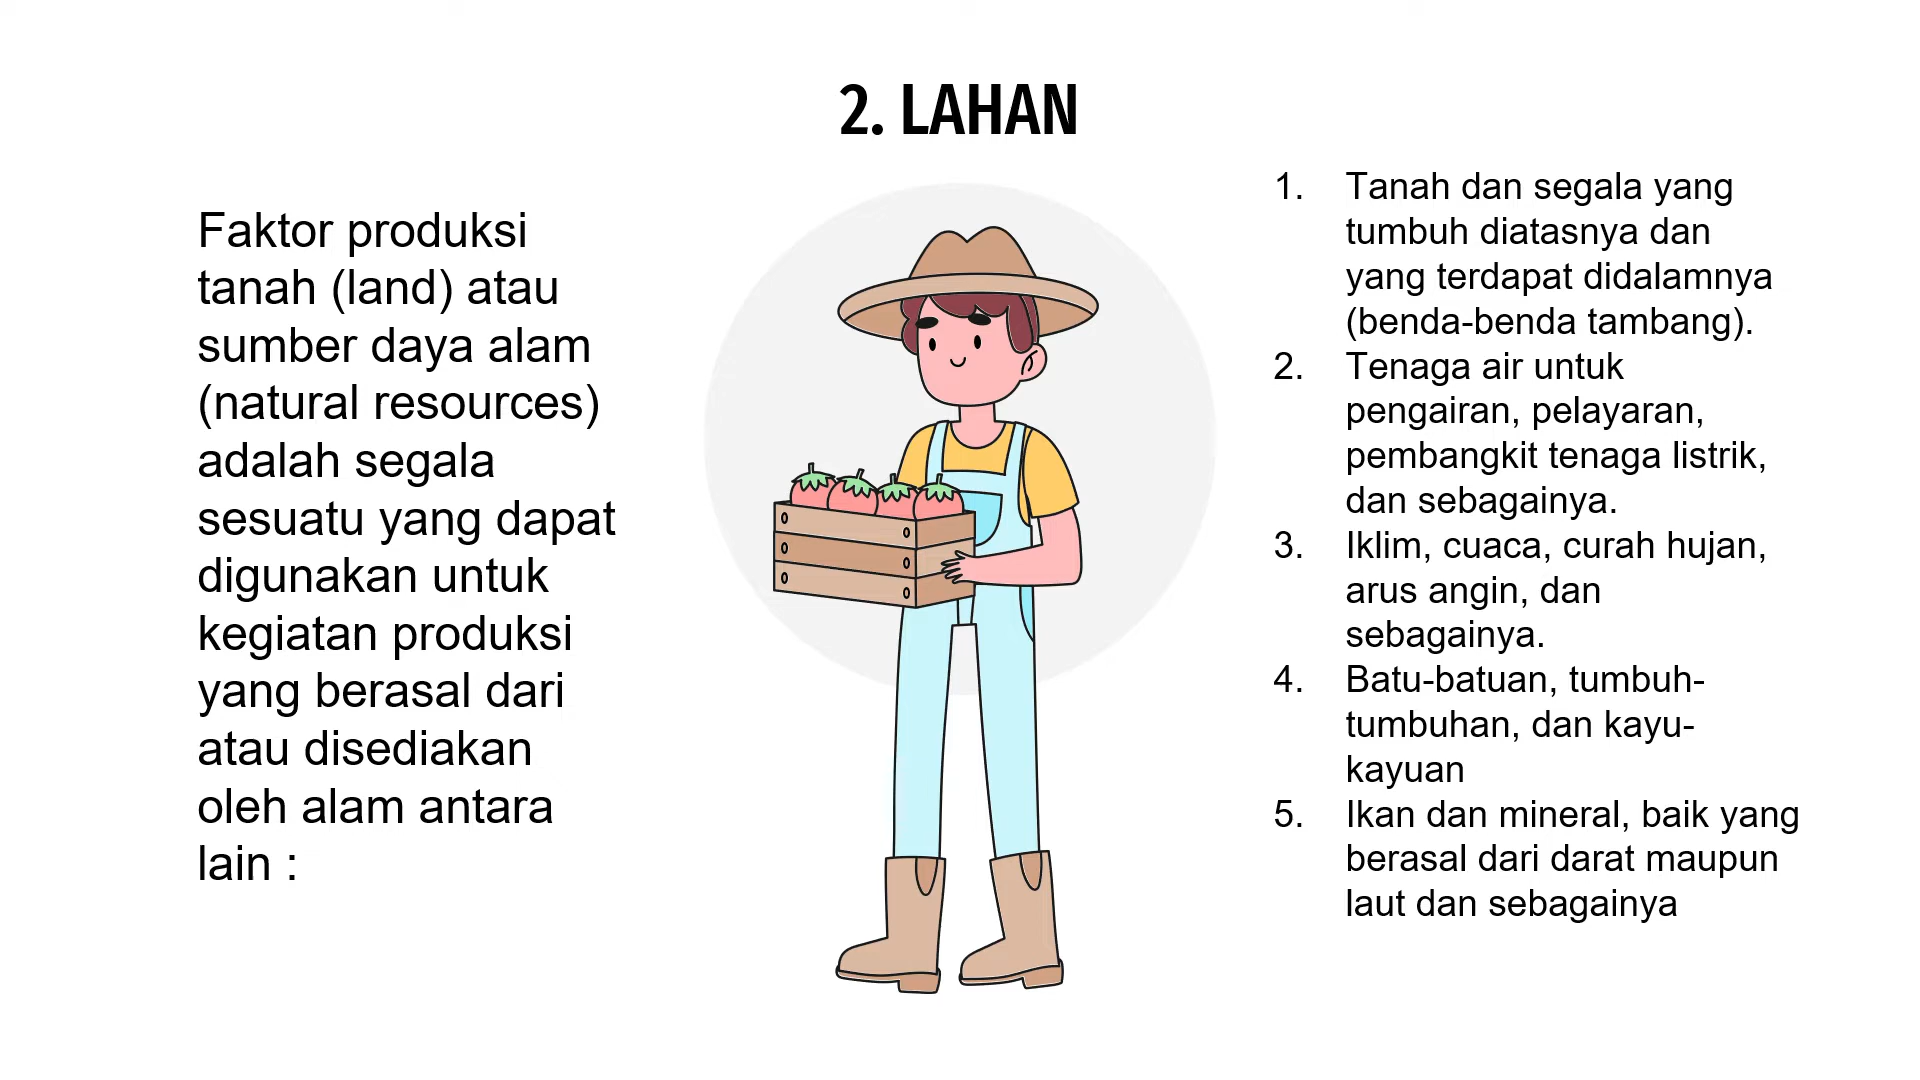 2. LAHAN
Faktor produksi
tanah (land) atau
sumber daya alam
(natural resources)
adalah segala
sesuatu yang dapat
digunakan untuk
kegiatan produksi
yang berasal dari
atau disediakan
oleh alam antara
lain :
1. Tanah dan segala yang
tumbuh diatasnya dan
yang terdapat didalamnya
(benda-benda tambang).
2. Tenaga air untuk
pengairan, pelayaran,
pembangkit tenaga listrik,
dan sebagainya.
3. Iklim, cuaca, curah hujan,
arus angin, dan
sebagainya.
4. Batu-batuan, tumbuh-
tumbuhan, dan kayu-
kayuan
5. Ikan dan mineral, baik yang
berasal dari darat maupun
laut dan sebagainya